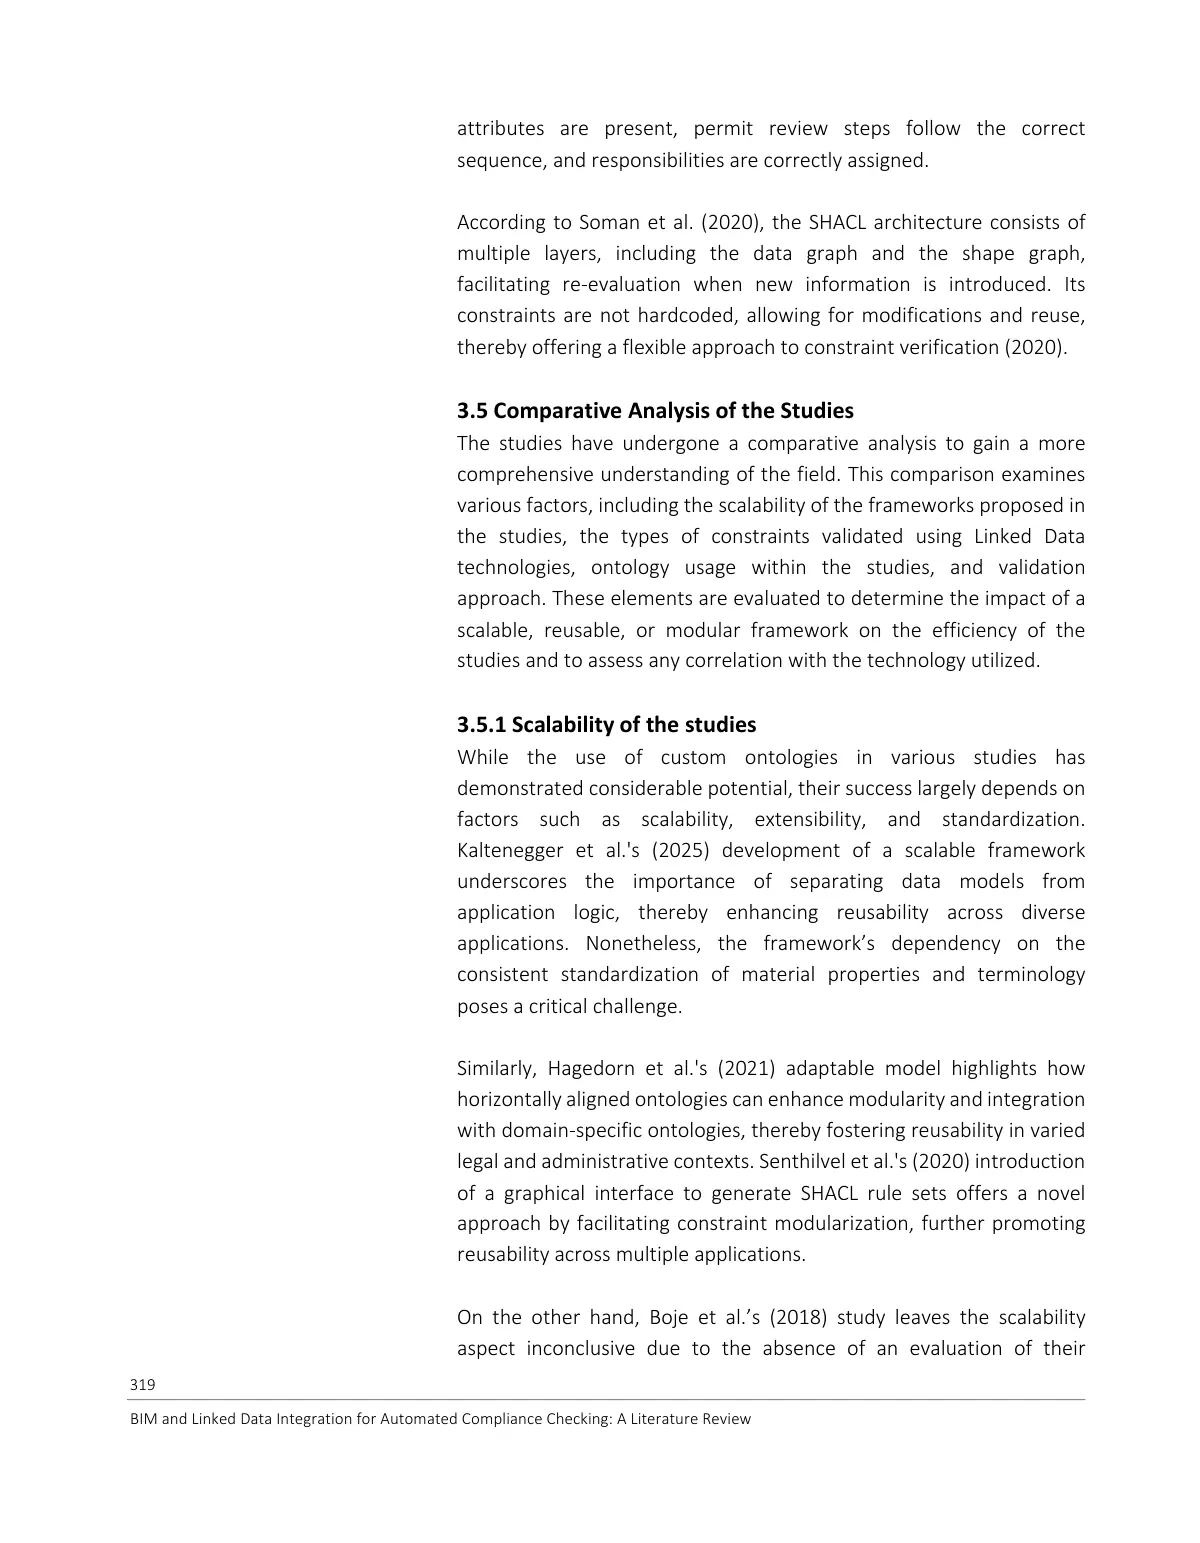 attributes are present, permit review steps follow the correct
sequence, and responsibilities are correctly assigned.
According to Soman et al. (2020), the SHACL architecture consists of
multiple layers, including the data graph and the shape graph,
facilitating re-evaluation when new information is introduced. Its
constraints are not hardcoded, allowing for modifications and reuse,
thereby offering a flexible approach to constraint verification (2020).
3.5 Comparative Analysis of the Studies
The studies have undergone a comparative analysis to gain a more
comprehensive understanding of the field. This comparison examines
various factors, including the scalability of the frameworks proposed in
the studies, the types of constraints validated using Linked Data
technologies, ontology usage within the studies, and validation
approach. These elements are evaluated to determine the impact of a
scalable, reusable, or modular framework on the efficiency of the
studies and to assess any correlation with the technology utilized.
3.5.1 Scalability of the studies
While the use of custom ontologies in various studies has
demonstrated considerable potential, their success largely depends on
factors such as scalability, extensibility, and standardization.
Kaltenegger et al.'s (2025) development of a scalable framework
underscores the importance of separating data models from
application logic, thereby enhancing reusability across diverse
applications. Nonetheless, the framework’s dependency on the
consistent standardization of material properties and terminology
poses a critical challenge.
Similarly, Hagedorn et al.'s (2021) adaptable model highlights how
horizontally aligned ontologies can enhance modularity and integration
with domain-specific ontologies, thereby fostering reusability in varied
legal and administrative contexts. Senthilvel et al.'s (2020) introduction
of a graphical interface to generate SHACL rule sets offers a novel
approach by facilitating constraint modularization, further promoting
reusability across multiple applications.
On the other hand, Boje et al.’s (2018) study leaves the scalability
aspect inconclusive due to the absence of an evaluation of their
319
BIM and Linked Data Integration for Automated Compliance Checking: A Literature Review